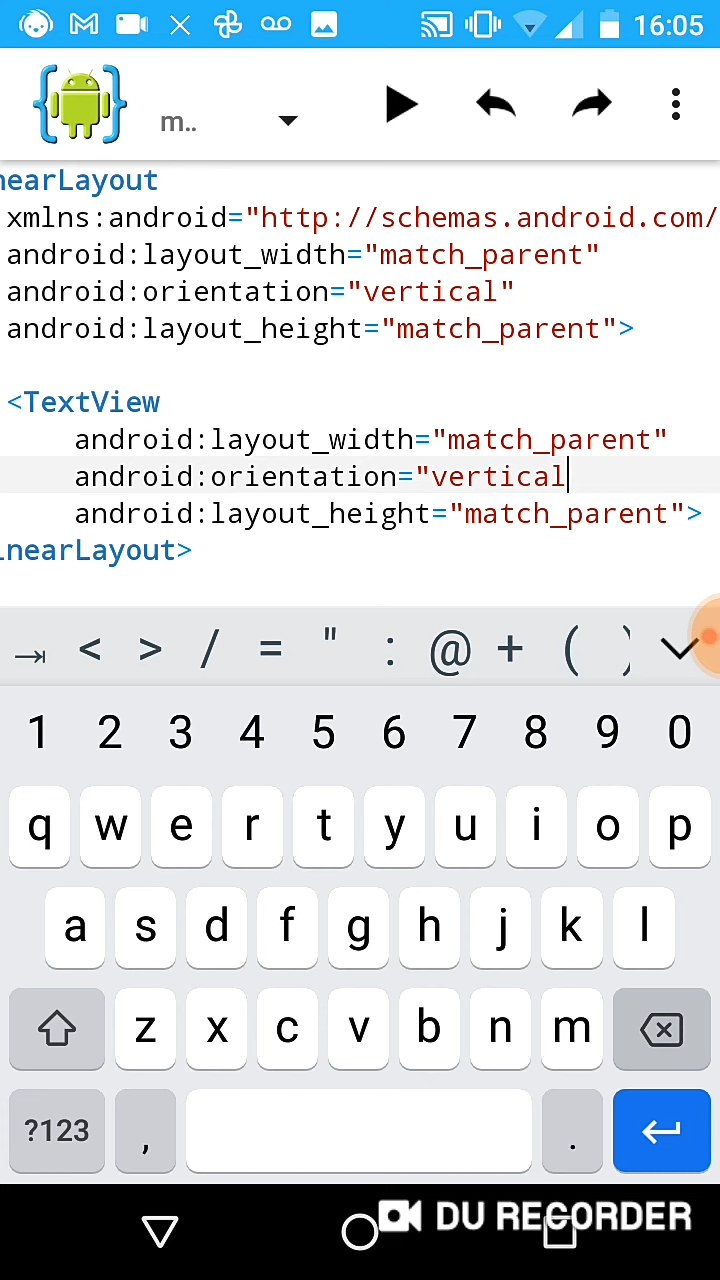 16:05
m..
nearLayout
xmlns:android="http://schemas.android.com/
android:layout_width="match_parent"
android:orientation="vertical"
android:layout_height="match_parent">
<TextView
android:layout_width="match_parent"
android:orientation="vertical
android:layout_height="match_parent">
nearLayout>
< > / = " : @ + ( )
1 2 3 4 5 6 7 8 9 0
q w e r t y u i o p
a s d f g h j k l
z x c v b n m
?123 , .
DU RECORDER